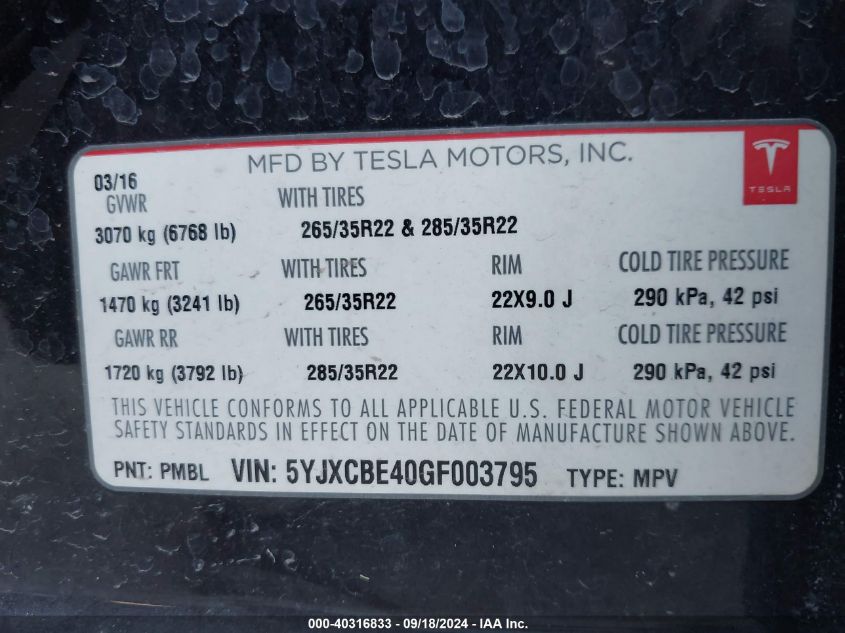 MFD BY TESLA MOTORS, INC.
TESLA
03/16
GVWR WITH TIRES
3070 kg (6768 lb) 265/35R22 & 285/35R22
GAWR FRT WITH TIRES RIM COLD TIRE PRESSURE
1470 kg (3241 lb) 265/35R22 22X9.0 J 290 kPa, 42 psi
GAWR RR WITH TIRES RIM COLD TIRE PRESSURE
1720 kg (3792 lb) 285/35R22 22X10.0 J 290 kPa, 42 psi
THIS VEHICLE CONFORMS TO ALL APPLICABLE U.S. FEDERAL MOTOR VEHICLE
SAFETY STANDARDS IN EFFECT ON THE DATE OF MANUFACTURE SHOWN ABOVE.
PNT: PMBL VIN: 5YJXCBE40GF003795 TYPE: MPV
000-40316833 - 09/18/2024 - IAA Inc.